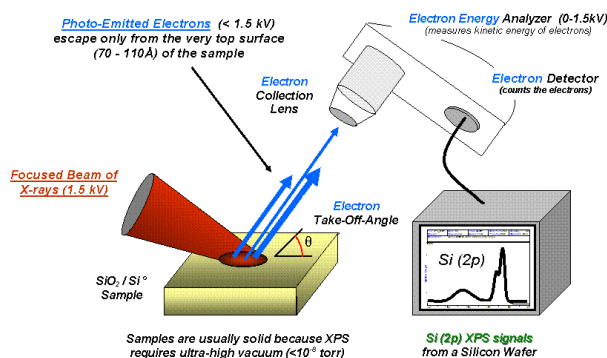 Photo-Emitted Electrons (< 1.5 kV)
escape only from the very top surface
(70 - 110Å) of the sample
Electron Energy Analyzer (0-1.5kV)
(measures kinetic energy of electrons)
Electron
Collection
Lens
Electron Detector
(counts the electrons)
Focused Beam of
X-rays (1.5 kV)
Electron
Take-Off-Angle
θ
Si (2p)
SiO₂ / Si°
Sample
Samples are usually solid because XPS
requires ultra-high vacuum (<10⁻⁸ torr)
Si (2p) XPS signals
from a Silicon Wafer